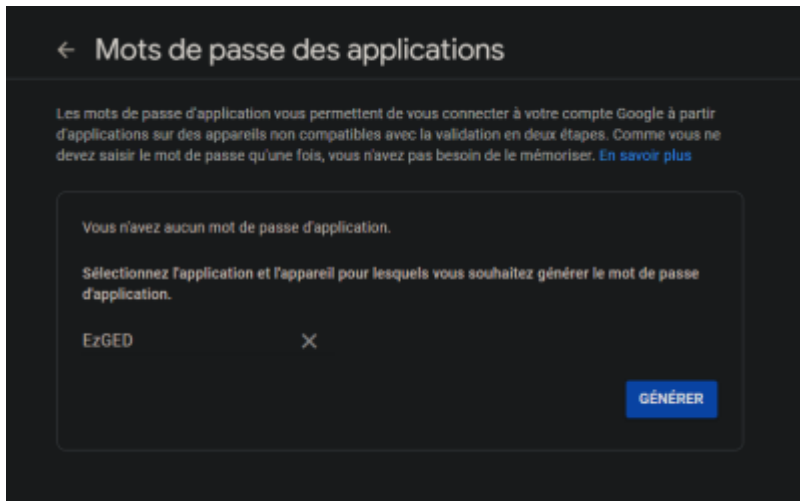 Mots de passe des applications
Les mots de passe d'application vous permettent de vous connecter à votre compte Google à partir
d'applications sur des appareils non compatibles avec la validation en deux étapes. Comme vous ne
devez saisir le mot de passe qu'une fois, vous n'avez pas besoin de le mémoriser. En savoir plus
Vous n'avez aucun mot de passe d'application.
Sélectionnez l'application et l'appareil pour lesquels vous souhaitez générer le mot de passe
d'application.
EzGED
GÉNÉRER